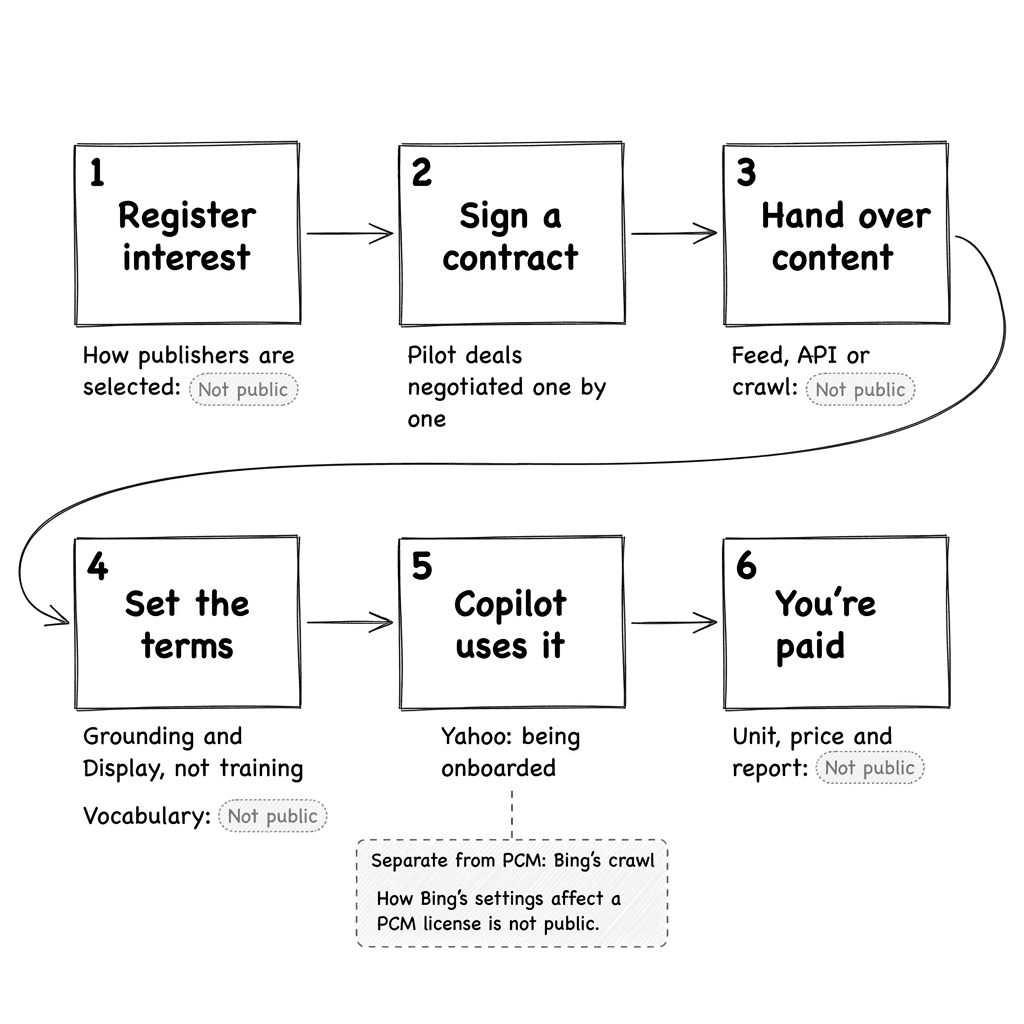 1
Register
interest
How publishers are
selected: Not public
2
Sign a
contract
Pilot deals
negotiated one by
one
3
Hand over
content
Feed, API or
crawl: Not public
4
Set the
terms
Grounding and
Display, not training
Vocabulary: Not public
5
Copilot
uses it
Yahoo: being
onboarded
Separate from PCM: Bing's crawl
How Bing's settings affect a
PCM license is not public.
6
You're
paid
Unit, price and
report: Not public